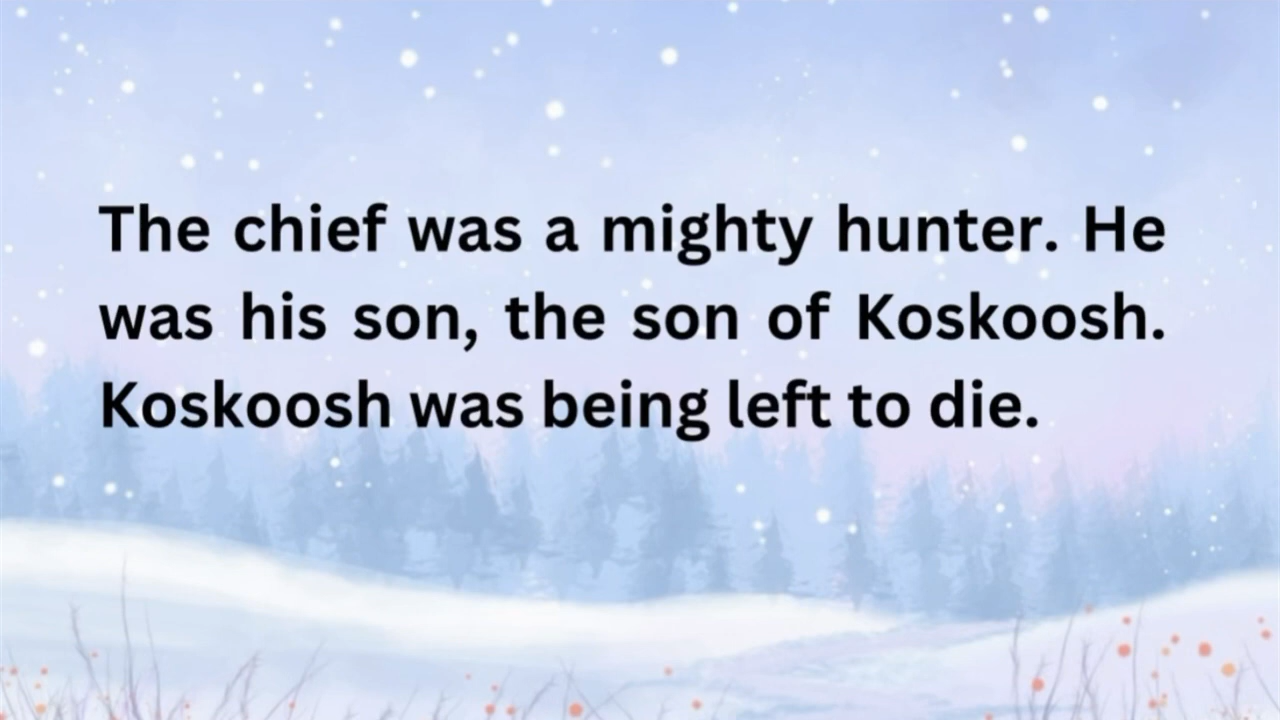 The chief was a mighty hunter. He
was his son, the son of Koskoosh.
Koskoosh was being left to die.